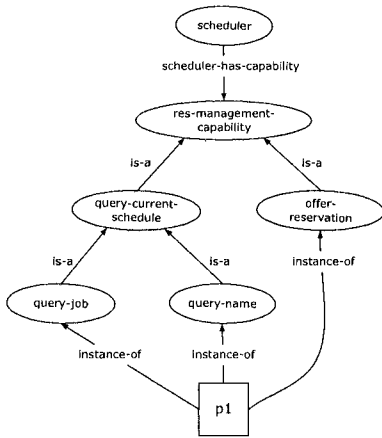 scheduler
scheduler-has-capability
res-management-
capability
is-a
is-a
query-current-
schedule
offer-
reservation
is-a
is-a
instance-of
query-job
query-name
instance-of
instance-of
p1